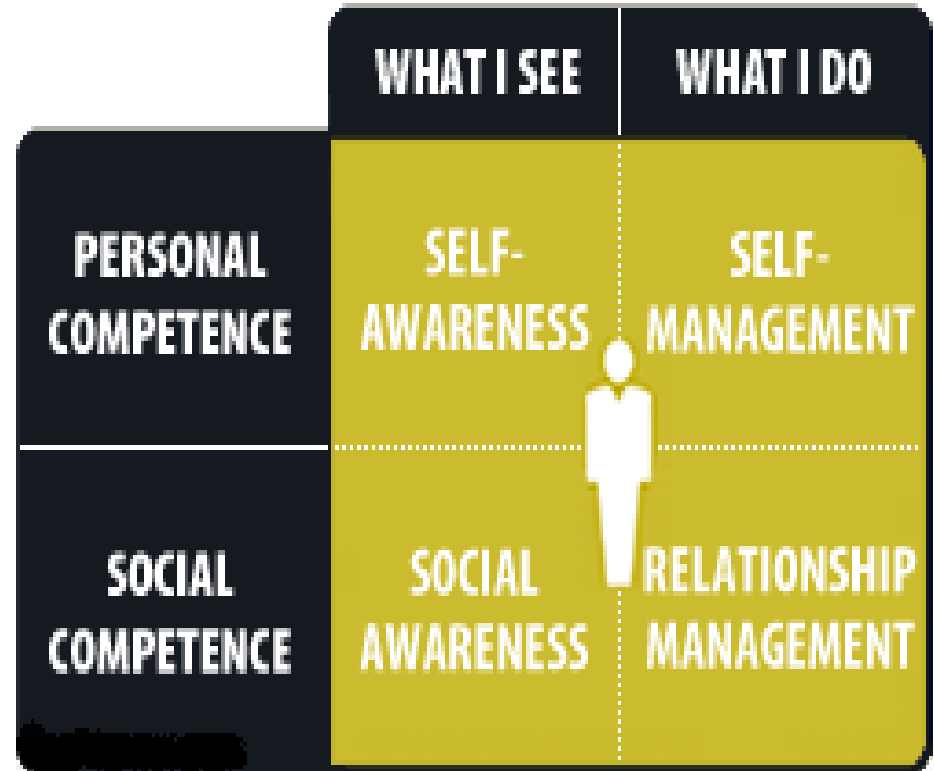 WHAT I SEE
WHAT I DO
PERSONAL
COMPETENCE
SELF-
AWARENESS
SELF-
MANAGEMENT
SOCIAL
COMPETENCE
SOCIAL
AWARENESS
RELATIONSHIP
MANAGEMENT